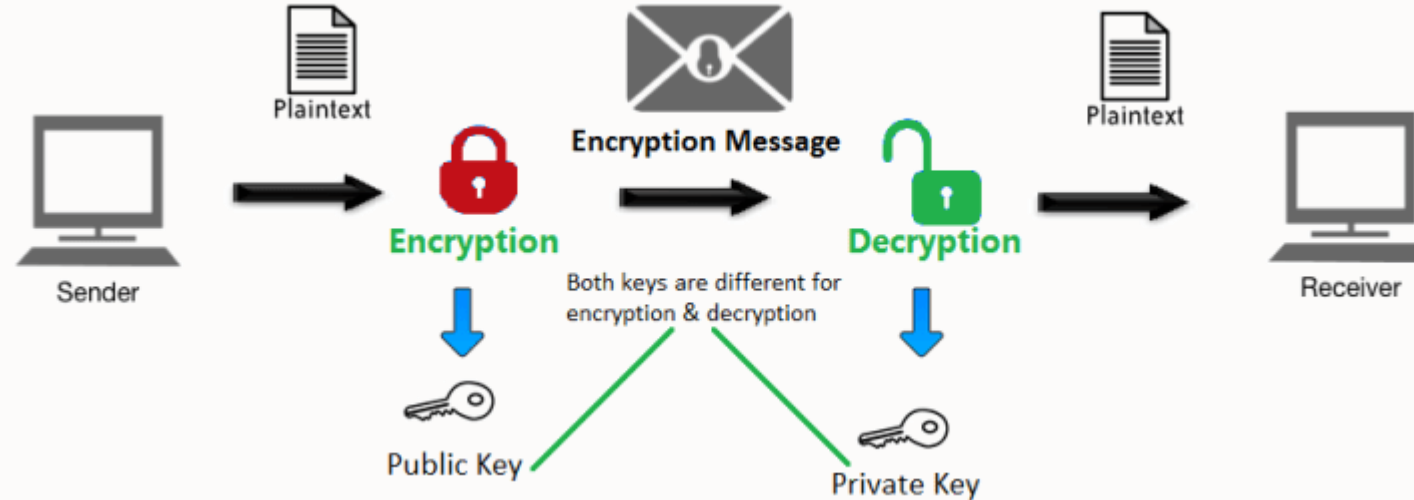 Plaintext
Plaintext
Encryption Message
Encryption
Decryption
Sender
Both keys are different for
encryption & decryption
Receiver
Public Key
Private Key